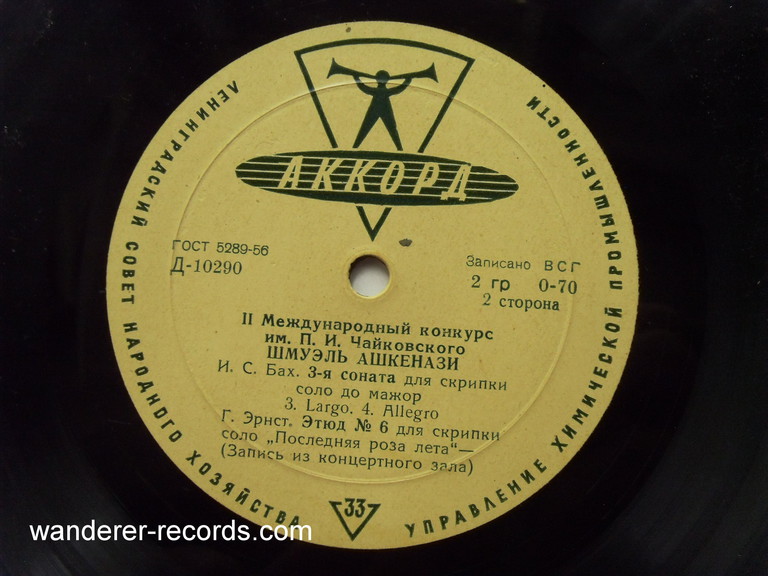 ЛЕНИНГРАДСКИЙ СОВЕТ НАРОДНОГО ХОЗЯЙСТВА
УПРАВЛЕНИЕ ХИМИЧЕСКОЙ ПРОМЫШЛЕННОСТИ
АККОРД
ГОСТ 5289-56
Д-10290
Записано ВСГ
2 гр 0-70
2 сторона
II Международный конкурс
им. П. И. Чайковского
ШМУЭЛЬ АШКЕНАЗИ
И. С. Бах. 3-я соната для скрипки
соло до мажор
3. Largo. 4. Allegro
Г. Эрнст. Этюд № 6 для скрипки
соло „Последняя роза лета“—
(Запись из концертного зала)
33
wanderer-records.com